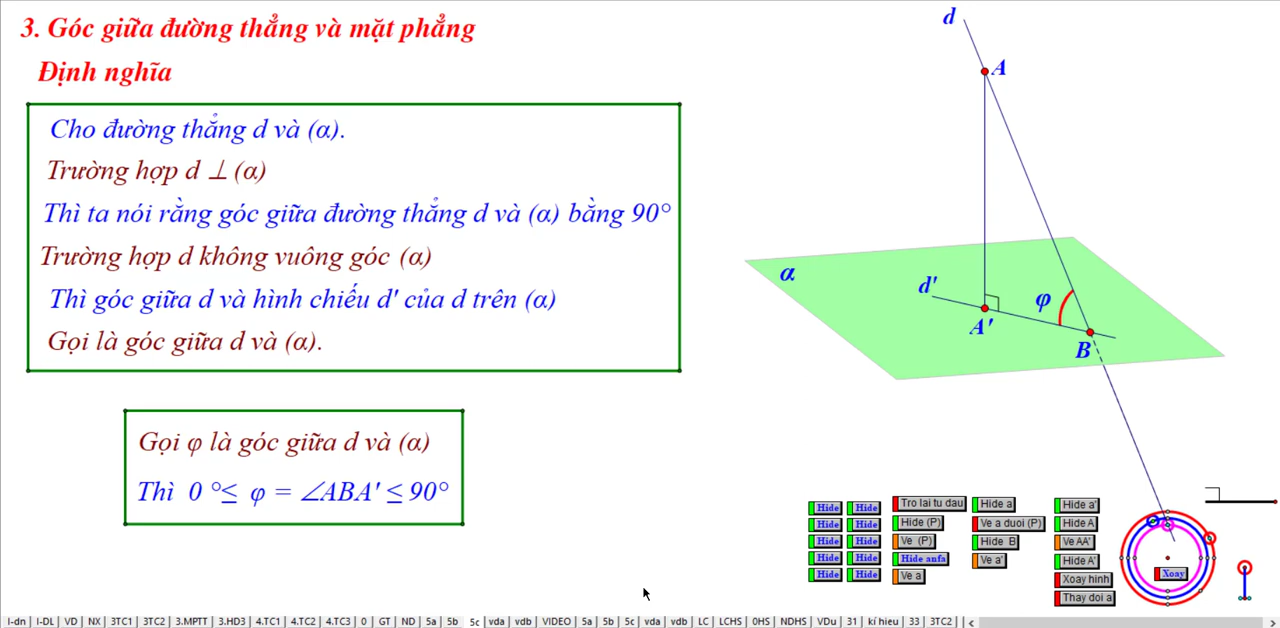 3. Góc giữa đường thẳng và mặt phẳng
Định nghĩa
Cho đường thẳng d và (α).
Trường hợp d ⊥ (α)
Thì ta nói rằng góc giữa đường thẳng d và (α) bằng 90°
Trường hợp d không vuông góc (α)
Thì góc giữa d và hình chiếu d' của d trên (α)
Gọi là góc giữa d và (α).
Gọi φ là góc giữa d và (α)
Thì 0 °≤ φ = ∠ABA' ≤ 90°
d
A
α
d'
φ
A'
B
Hide Hide
Hide Hide
Hide Hide
Hide Hide
Hide Hide
Tro lai tu dau
Hide (P)
Ve (P)
Hide anfa
Ve a
Hide a
Ve a duoi (P)
Hide B
Ve a'
Hide a'
Hide A
Ve AA'
Hide A'
Xoay hinh
Thay doi a
Xoay
I-dn I-DL VD NX 3TC1 3TC2 3.MPTT 3.HD3 4.TC1 4.TC2 4.TC3 0 GT ND 5a 5b 5c vda vdb VIDEO 5a 5b 5c vda vdb LC LCHS 0HS NDHS VDu 31 kí hieu 33 3TC2